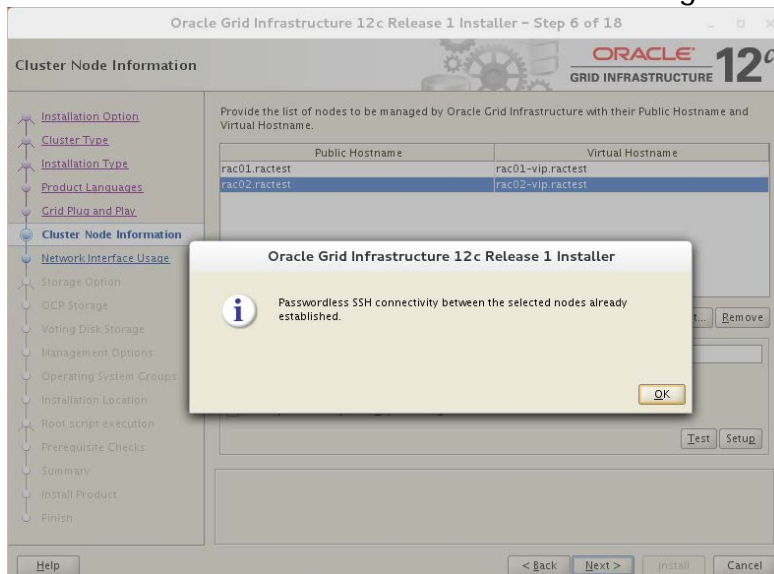 Oracle Grid Infrastructure 12c Release 1 Installer - Step 6 of 18
Cluster Node Information
ORACLE
GRID INFRASTRUCTURE
12c
Installation Option
Cluster Type
Installation Type
Product Languages
Grid Plug and Play
Cluster Node Information
Network Interface Usage
Storage Option
OCR Storage
Voting Disk Storage
Management Options
Operating System Groups
Installation Location
Root script execution
Prerequisite Checks
Summary
Install Product
Finish
Provide the list of nodes to be managed by Oracle Grid Infrastructure with their Public Hostname and
Virtual Hostname.
Public Hostname Virtual Hostname
rac01.ractest rac01-vip.ractest
rac02.ractest rac02-vip.ractest
Oracle Grid Infrastructure 12c Release 1 Installer
Passwordless SSH connectivity between the selected nodes already
established.
OK
Remove
Test Setup
Help < Back Next > Install Cancel